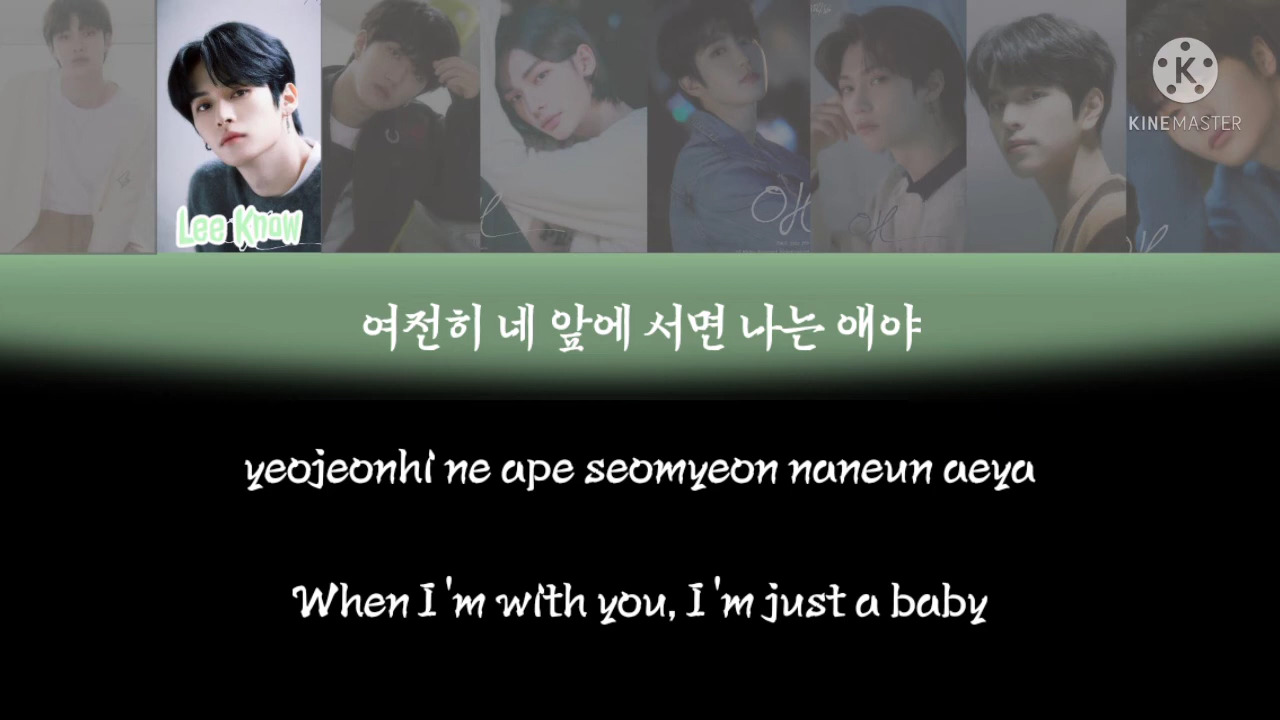 KINEMASTER
Lee Know
여전히 네 앞에 서면 나는 애야
yeojeonhi ne ape seomyeon naneun aeya
When I'm with you, I'm just a baby